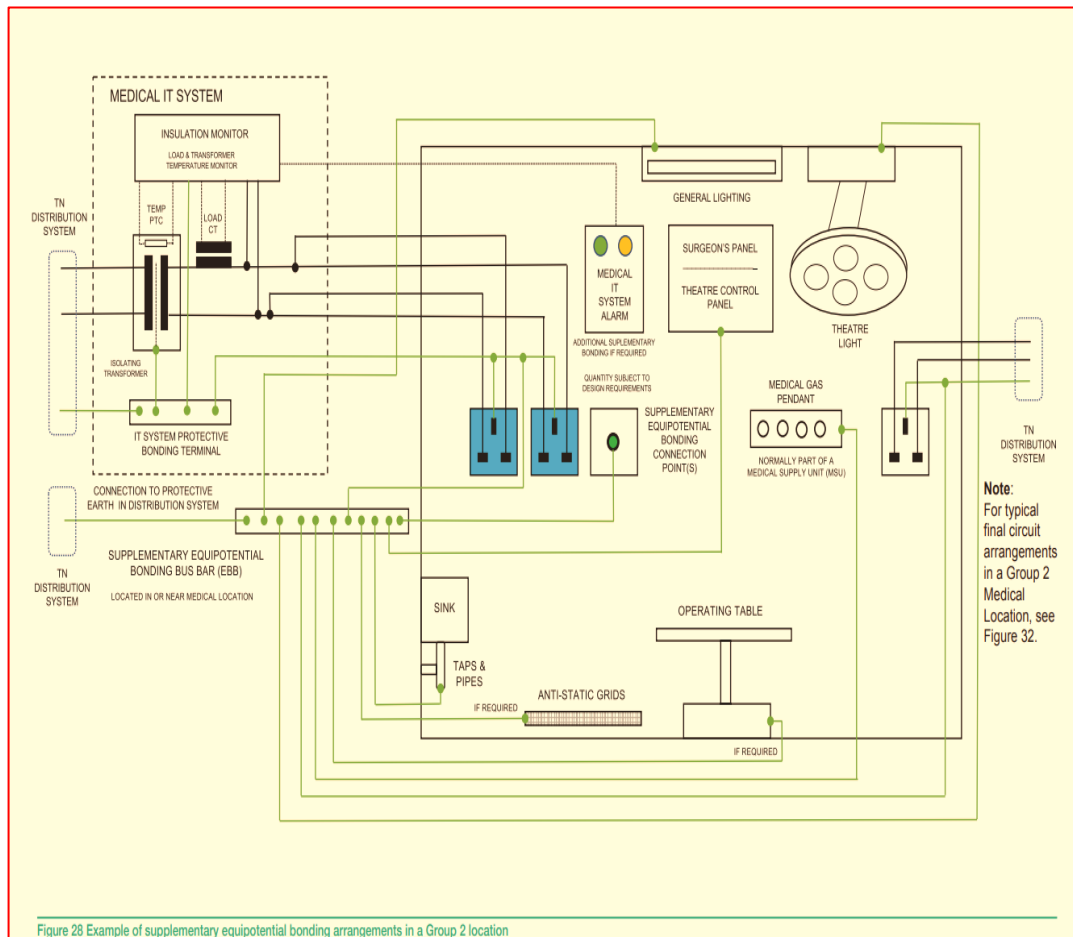 MEDICAL IT SYSTEM
INSULATION MONITOR
LOAD & TRANSFORMER
TEMPERATURE MONITOR
TN
DISTRIBUTION
SYSTEM
TEMP
PTC
LOAD
CT
ISOLATING
TRANSFORMER
IT SYSTEM PROTECTIVE
BONDING TERMINAL
CONNECTION TO PROTECTIVE
EARTH IN DISTRIBUTION SYSTEM
TN
DISTRIBUTION
SYSTEM
SUPPLEMENTARY EQUIPOTENTIAL
BONDING BUS BAR (EBB)
LOCATED IN OR NEAR MEDICAL LOCATION
GENERAL LIGHTING
MEDICAL
IT
SYSTEM
ALARM
SURGEON'S PANEL
THEATRE CONTROL
PANEL
THEATRE
LIGHT
ADDITIONAL SUPLEMENTARY
BONDING IF REQUIRED
QUANTITY SUBJECT TO
DESIGN REQUIREMENTS
SUPPLEMENTARY
EQUIPOTENTIAL
BONDING
CONNECTION
POINT(S)
MEDICAL GAS
PENDANT
NORMALLY PART OF A
MEDICAL SUPPLY UNIT (MSU)
TN
DISTRIBUTION
SYSTEM
Note:
For typical
final circuit
arrangements
in a Group 2
Medical
Location, see
Figure 32.
SINK
TAPS &
PIPES
OPERATING TABLE
ANTI-STATIC GRIDS
IF REQUIRED
IF REQUIRED
Figure 28 Example of supplementary equipotential bonding arrangements in a Group 2 location